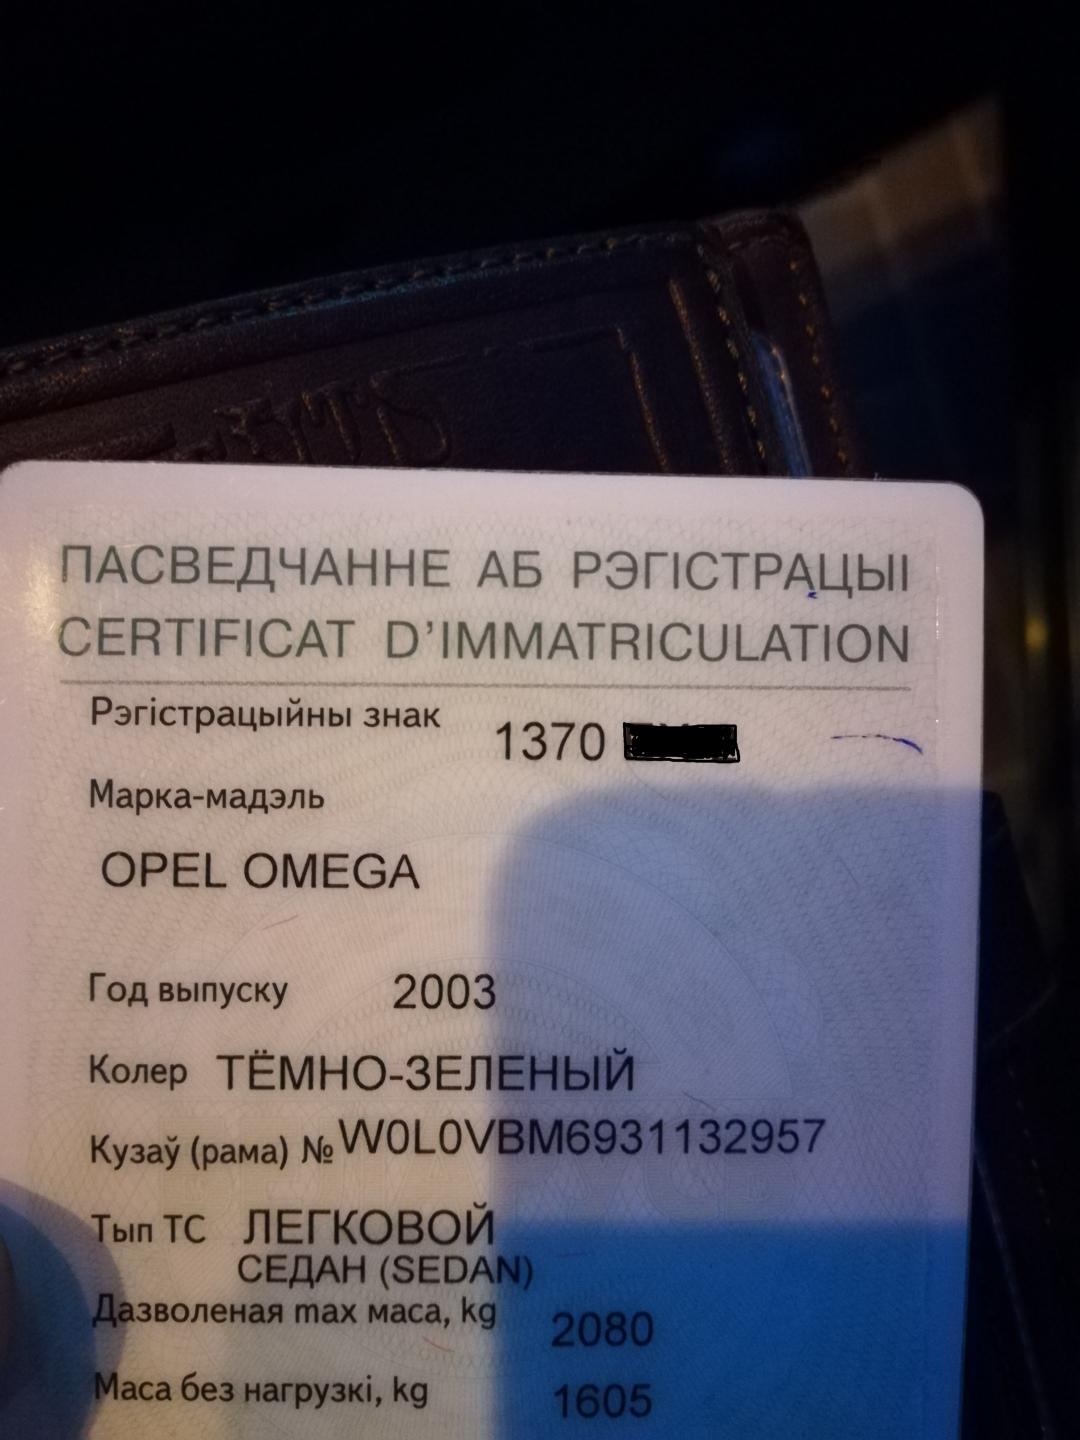 ПАСВЕДЧАННЕ АБ РЭГІСТРАЦЫІ
CERTIFICAT D'IMMATRICULATION
Рэгістрацыйны знак 1370
Марка-мадэль
OPEL OMEGA
Год выпуску 2003
Колер ТЁМНО-ЗЕЛЕНЫЙ
Кузаў (рама) № W0L0VBM6931132957
Тып ТС ЛЕГКОВОЙ
СЕДАН (SEDAN)
Дазволеная max маса, kg 2080
Маса без нагрузкі, kg 1605